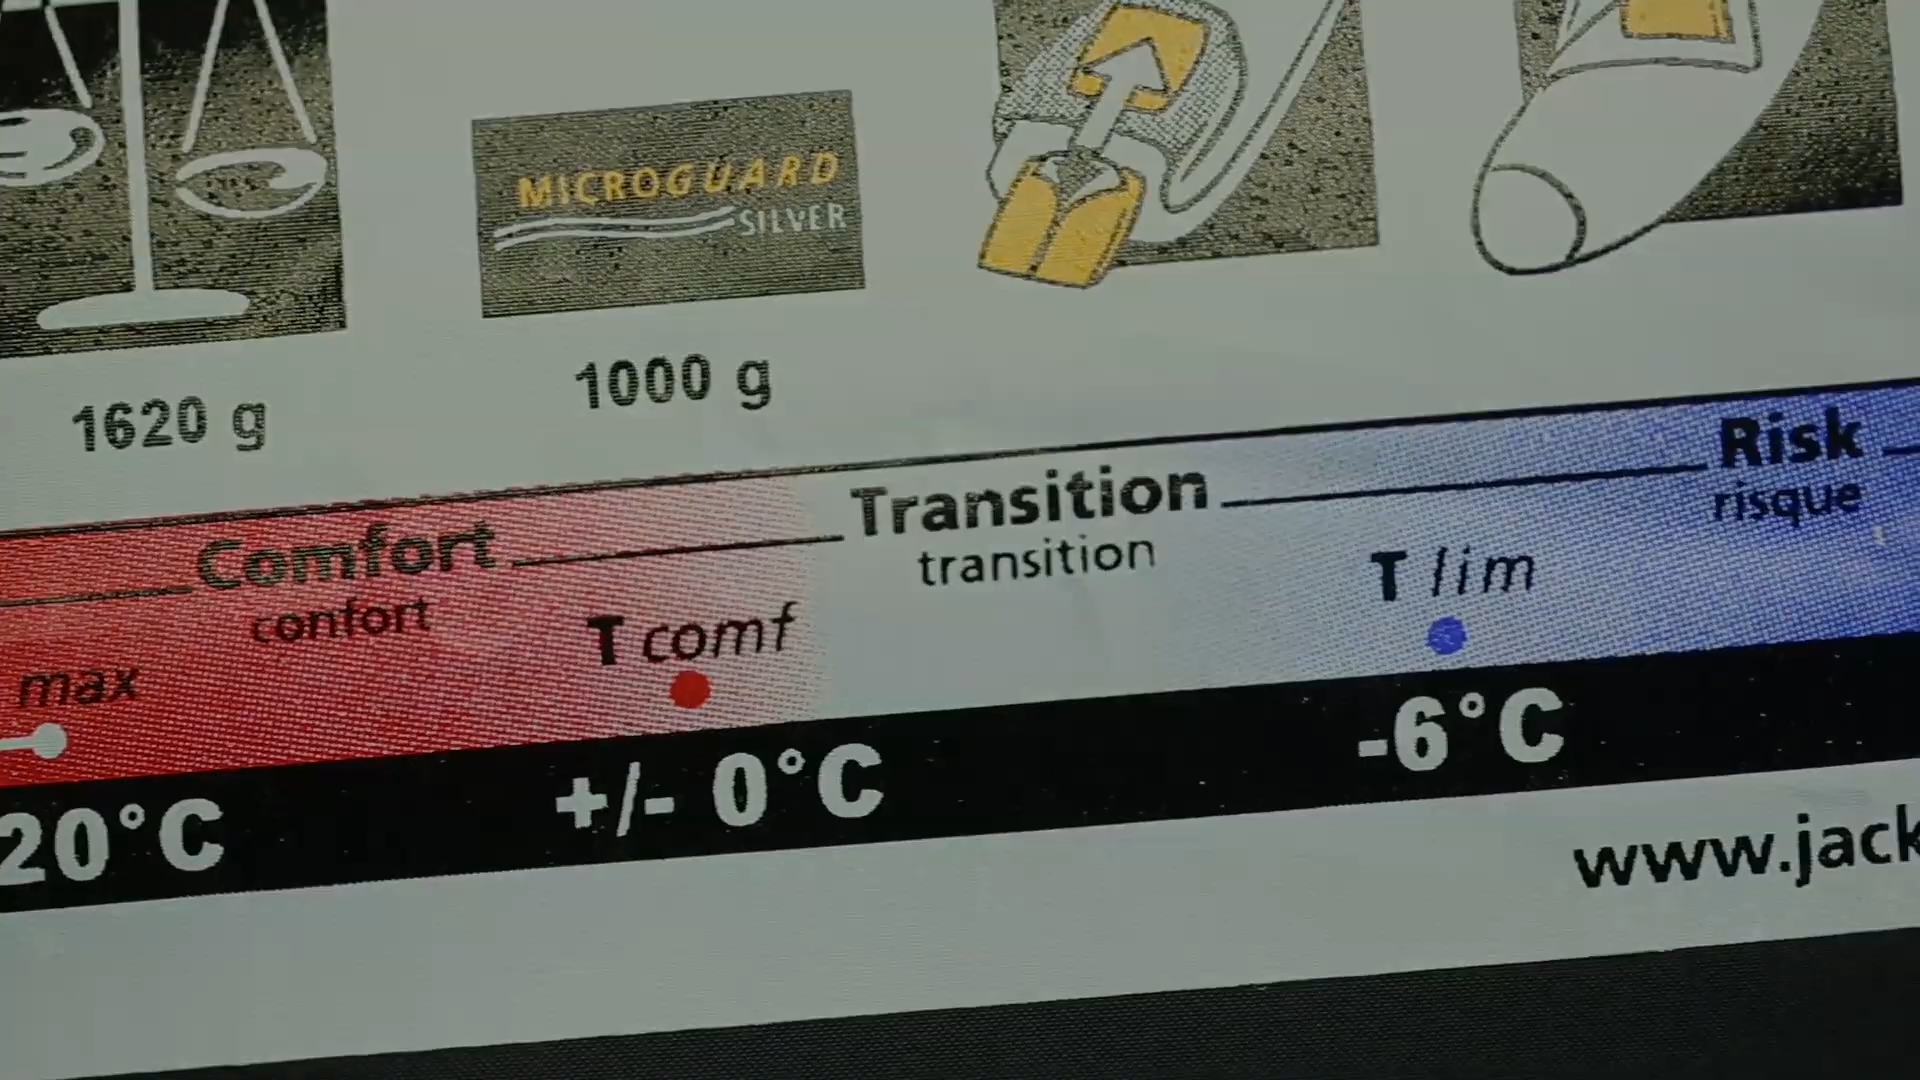 MICROGUARD
SILVER
1620 g
1000 g
Comfort
confort
Transition
transition
Risk
risque
max
T comf
T lim
20°C
+/- 0°C
-6°C
www.jack